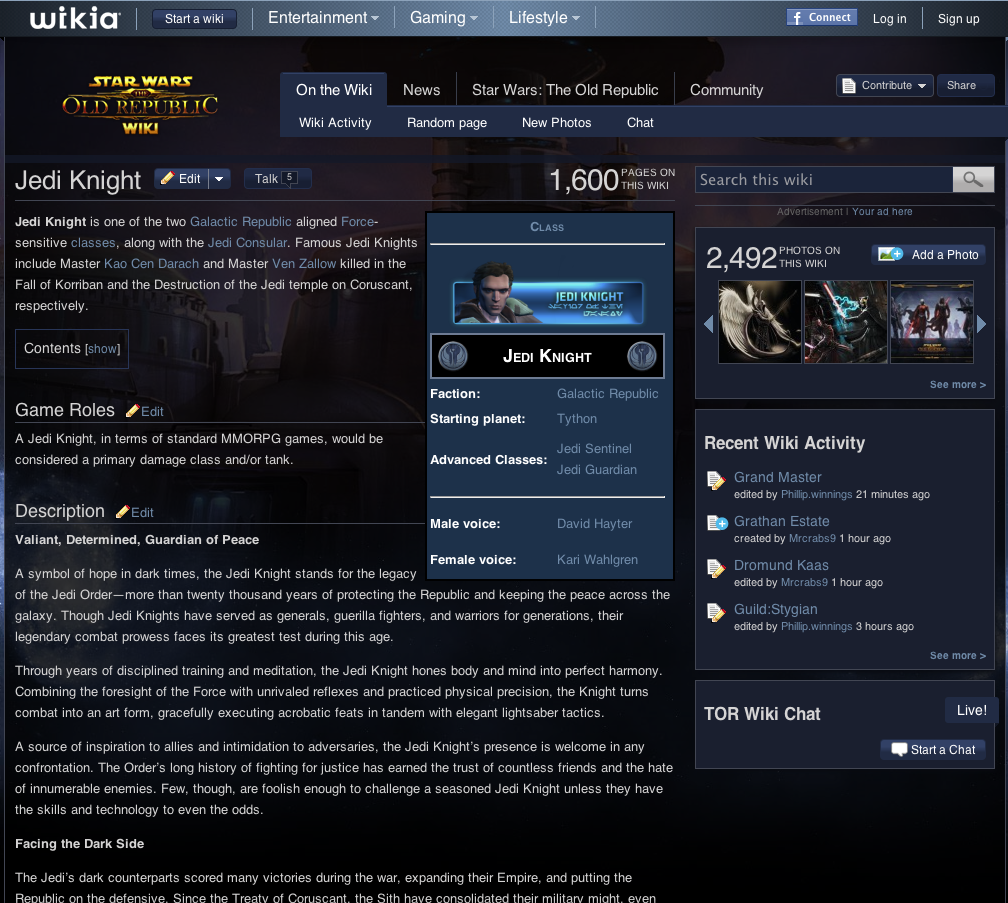 wikia
Start a wiki
Entertainment
Gaming
Lifestyle
f Connect
Log in
Sign up
STAR WARS
THE
OLD REPUBLIC
WIKI
On the Wiki
News
Star Wars: The Old Republic
Community
Contribute
Share
Wiki Activity
Random page
New Photos
Chat
Jedi Knight
Edit
Talk 5
1,600 PAGES ON
THIS WIKI
Jedi Knight is one of the two Galactic Republic aligned Force-
sensitive classes, along with the Jedi Consular. Famous Jedi Knights
include Master Kao Cen Darach and Master Ven Zallow killed in the
Fall of Korriban and the Destruction of the Jedi temple on Coruscant,
respectively.
Contents [show]
Game Roles Edit
A Jedi Knight, in terms of standard MMORPG games, would be
considered a primary damage class and/or tank.
Description Edit
Valiant, Determined, Guardian of Peace
Class
JEDI KNIGHT
Jedi Knight
Faction: Galactic Republic
Starting planet: Tython
Advanced Classes: Jedi Sentinel
Jedi Guardian
Male voice: David Hayter
Female voice: Kari Wahlgren
A symbol of hope in dark times, the Jedi Knight stands for the legacy
of the Jedi Order—more than twenty thousand years of protecting the Republic and keeping the peace across the
galaxy. Though Jedi Knights have served as generals, guerilla fighters, and warriors for generations, their
legendary combat prowess faces its greatest test during this age.
Through years of disciplined training and meditation, the Jedi Knight hones body and mind into perfect harmony.
Combining the foresight of the Force with unrivaled reflexes and practiced physical precision, the Knight turns
combat into an art form, gracefully executing acrobatic feats in tandem with elegant lightsaber tactics.
A source of inspiration to allies and intimidation to adversaries, the Jedi Knight's presence is welcome in any
confrontation. The Order's long history of fighting for justice has earned the trust of countless friends and the hate
of innumerable enemies. Few, though, are foolish enough to challenge a seasoned Jedi Knight unless they have
the skills and technology to even the odds.
Facing the Dark Side
The Jedi's dark counterparts scored many victories during the war, expanding their Empire, and putting the
Republic on the defensive. Since the Treaty of Coruscant, the Sith have consolidated their military might, even
Search this wiki
Advertisement | Your ad here
2,492 PHOTOS ON
THIS WIKI
Add a Photo
See more >
Recent Wiki Activity
Grand Master
edited by Phillip.winnings 21 minutes ago
Grathan Estate
created by Mrcrabs9 1 hour ago
Dromund Kaas
edited by Mrcrabs9 1 hour ago
Guild:Stygian
edited by Phillip.winnings 3 hours ago
See more >
TOR Wiki Chat
Live!
Start a Chat